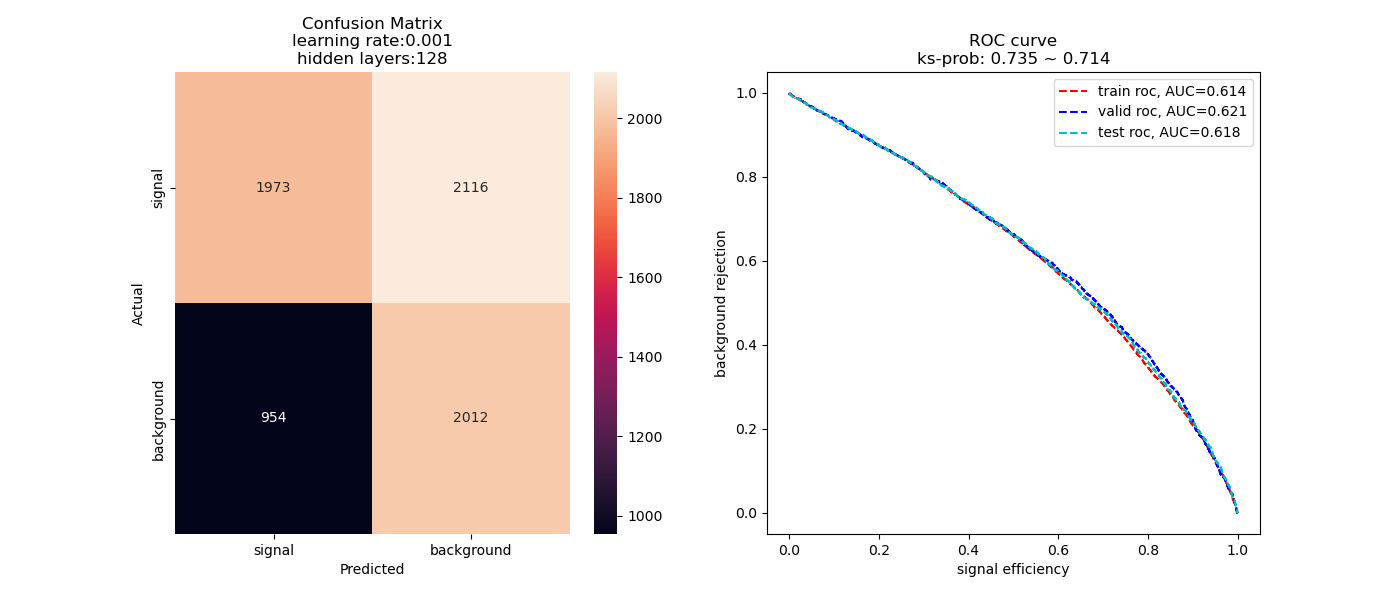 Confusion Matrix
learning rate:0.001
hidden layers:128
signal
background
Actual
1973
2116
954
2012
signal
background
Predicted
2000
1800
1600
1400
1200
1000
ROC curve
ks-prob: 0.735 ~ 0.714
train roc, AUC=0.614
valid roc, AUC=0.621
test roc, AUC=0.618
background rejection
1.0
0.8
0.6
0.4
0.2
0.0
0.0
0.2
0.4
0.6
0.8
1.0
signal efficiency